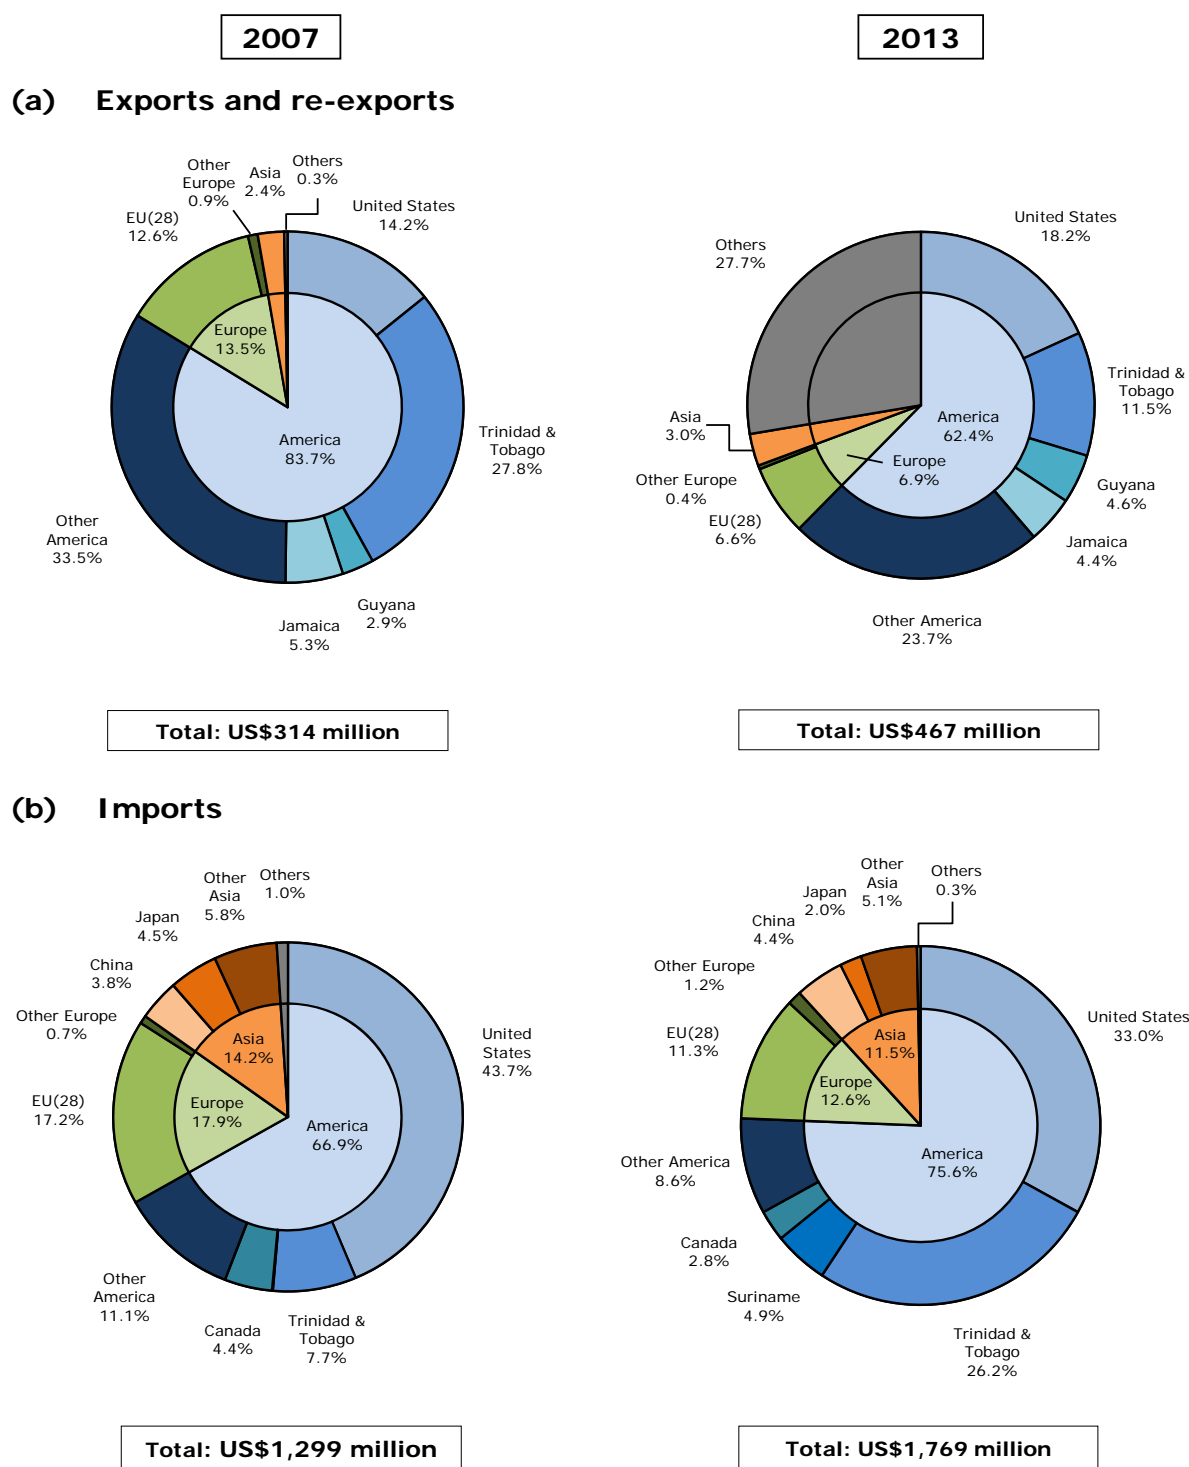 2007
2013
(a) Exports and re-exports
Other
Europe
0.9%
Asia
2.4%
Others
0.3%
United States
14.2%
EU(28)
12.6%
Europe
13.5%
America
83.7%
Trinidad &
Tobago
27.8%
Other
America
33.5%
Guyana
2.9%
Jamaica
5.3%
Total: US$314 million
United States
18.2%
Others
27.7%
Trinidad &
Tobago
11.5%
America
62.4%
Asia
3.0%
Europe
6.9%
Other Europe
0.4%
EU(28)
6.6%
Guyana
4.6%
Jamaica
4.4%
Other America
23.7%
Total: US$467 million
(b) Imports
Other
Asia
5.8%
Others
1.0%
Japan
4.5%
China
3.8%
Other Europe
0.7%
Asia
14.2%
United
States
43.7%
EU(28)
17.2%
Europe
17.9%
America
66.9%
Other
America
11.1%
Canada
4.4%
Trinidad &
Tobago
7.7%
Total: US$1,299 million
Other
Asia
5.1%
Others
0.3%
Japan
2.0%
China
4.4%
Other Europe
1.2%
United States
33.0%
EU(28)
11.3%
Asia
11.5%
Europe
12.6%
America
75.6%
Other America
8.6%
Canada
2.8%
Suriname
4.9%
Trinidad &
Tobago
26.2%
Total: US$1,769 million